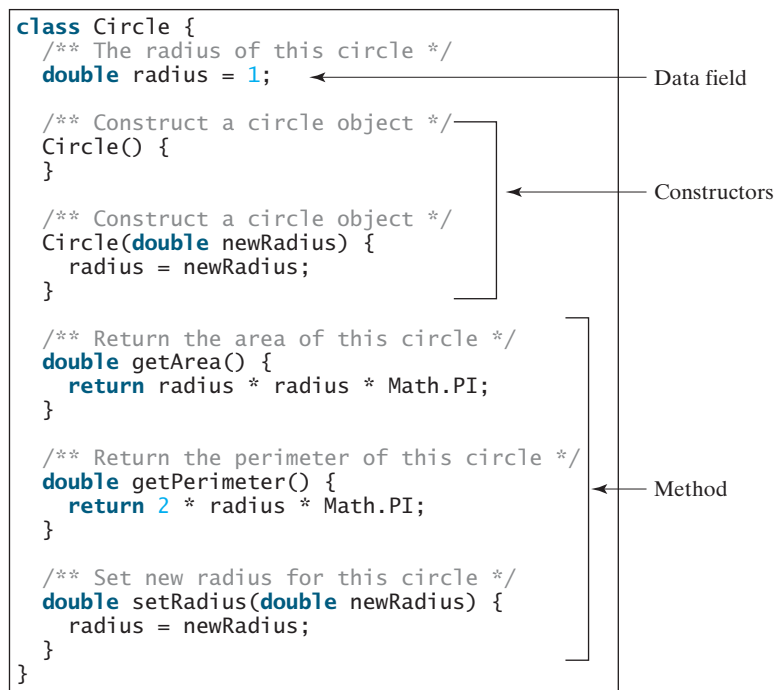 class Circle {
  /** The radius of this circle */
  double radius = 1;
Data field
  /** Construct a circle object */
  Circle() {
  }
Constructors
  /** Construct a circle object */
  Circle(double newRadius) {
    radius = newRadius;
  }
  /** Return the area of this circle */
  double getArea() {
    return radius * radius * Math.PI;
  }
  /** Return the perimeter of this circle */
  double getPerimeter() {
    return 2 * radius * Math.PI;
  }
Method
  /** Set new radius for this circle */
  double setRadius(double newRadius) {
    radius = newRadius;
  }
}